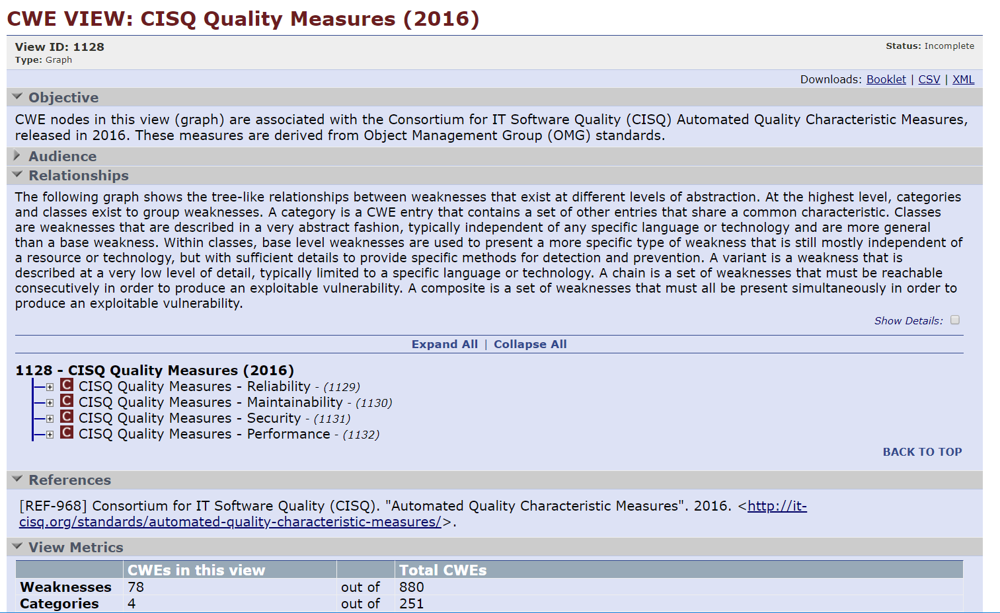 CWE VIEW: CISQ Quality Measures (2016)
View ID: 1128
Status: Incomplete
Type: Graph
Downloads: Booklet | CSV | XML
Objective
CWE nodes in this view (graph) are associated with the Consortium for IT Software Quality (CISQ) Automated Quality Characteristic Measures,
released in 2016. These measures are derived from Object Management Group (OMG) standards.
Audience
Relationships
The following graph shows the tree-like relationships between weaknesses that exist at different levels of abstraction. At the highest level, categories
and classes exist to group weaknesses. A category is a CWE entry that contains a set of other entries that share a common characteristic. Classes
are weaknesses that are described in a very abstract fashion, typically independent of any specific language or technology and are more general
than a base weakness. Within classes, base level weaknesses are used to present a more specific type of weakness that is still mostly independent of
a resource or technology, but with sufficient details to provide specific methods for detection and prevention. A variant is a weakness that is
described at a very low level of detail, typically limited to a specific language or technology. A chain is a set of weaknesses that must be reachable
consecutively in order to produce an exploitable vulnerability. A composite is a set of weaknesses that must all be present simultaneously in order to
produce an exploitable vulnerability.
Show Details:
Expand All | Collapse All
1128 - CISQ Quality Measures (2016)
C CISQ Quality Measures - Reliability - (1129)
C CISQ Quality Measures - Maintainability - (1130)
C CISQ Quality Measures - Security - (1131)
C CISQ Quality Measures - Performance - (1132)
BACK TO TOP
References
[REF-968] Consortium for IT Software Quality (CISQ). "Automated Quality Characteristic Measures". 2016. <http://it-
cisq.org/standards/automated-quality-characteristic-measures/>.
View Metrics
CWEs in this view Total CWEs
Weaknesses 78 out of 880
Categories 4 out of 251